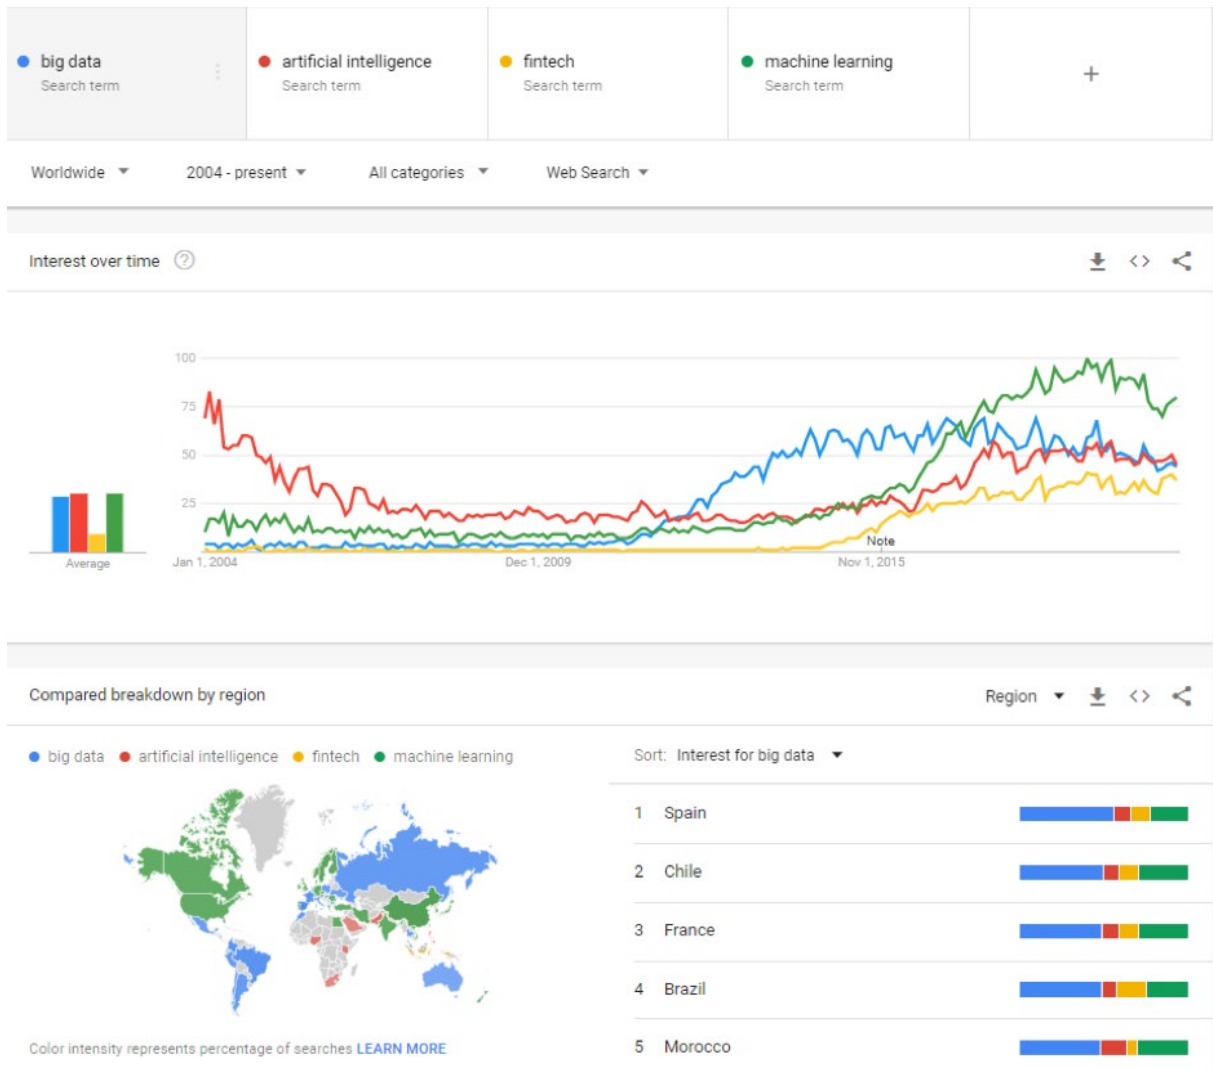 big data
Search term
artificial intelligence
Search term
fintech
Search term
machine learning
Search term
+
Worldwide
2004 - present
All categories
Web Search
Interest over time ?
100
75
50
25
Average
Jan 1, 2004
Dec 1, 2009
Nov 1, 2015
Note
Compared breakdown by region
Region
big data artificial intelligence fintech machine learning
Sort: Interest for big data
1 Spain
2 Chile
3 France
4 Brazil
5 Morocco
Color intensity represents percentage of searches LEARN MORE